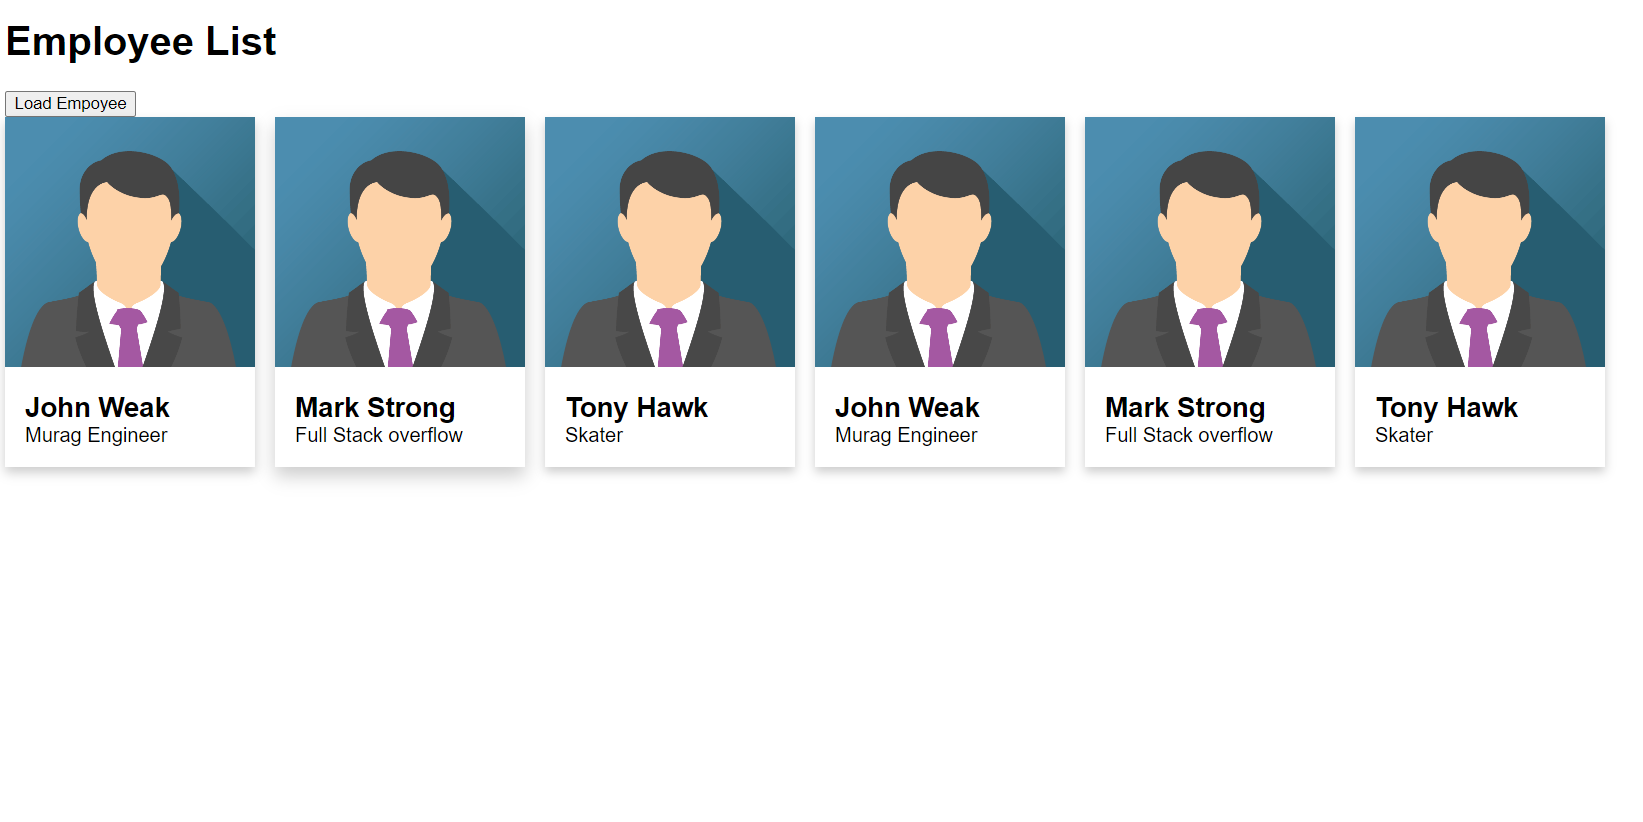 Employee List
Load Empoyee
John Weak
Murag Engineer
Mark Strong
Full Stack overflow
Tony Hawk
Skater
John Weak
Murag Engineer
Mark Strong
Full Stack overflow
Tony Hawk
Skater